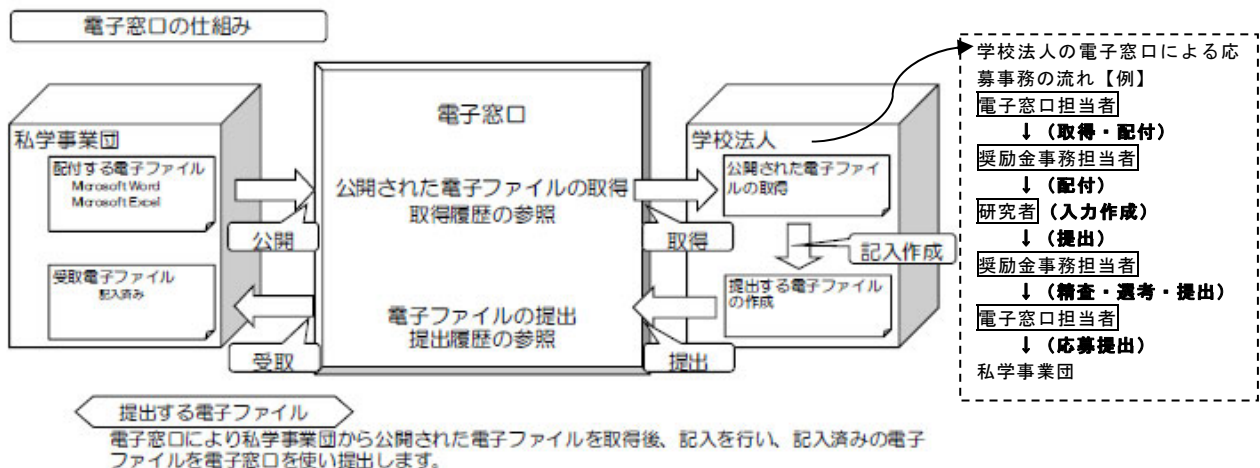 電子窓口の仕組み
私学事業団
配付する電子ファイル
Microsoft Word
Microsoft Excel
受取電子ファイル
記入済み
公開
受取
電子窓口
公開された電子ファイルの取得
取得履歴の参照
電子ファイルの提出
提出履歴の参照
取得
提出
学校法人
公開された電子ファイ
ルの取得
記入作成
提出する電子ファイル
の作成
学校法人の電子窓口による応
募事務の流れ【例】
電子窓口担当者
↓（取得・配付）
奨励金事務担当者
↓（配付）
研究者（入力作成）
↓（提出）
奨励金事務担当者
↓（精査・選考・提出）
電子窓口担当者
↓（応募提出）
私学事業団
提出する電子ファイル
電子窓口により私学事業団から公開された電子ファイルを取得後、記入を行い、記入済みの電子
ファイルを電子窓口を使い提出します。